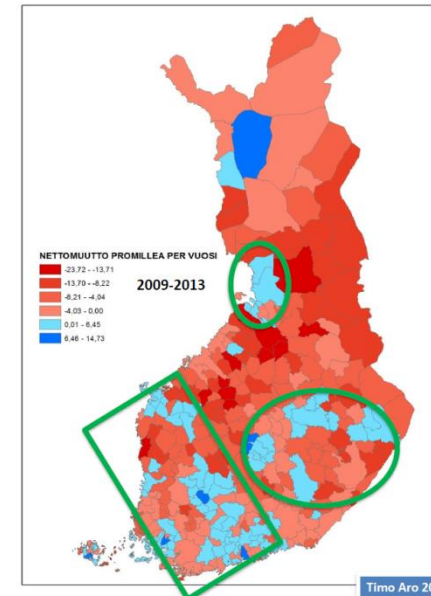 NETTOMUUTTO PROMILLEA PER VUOSI
2009-2013
-23,72 - -13,71
-13,70 - -8,22
-8,21 - -4,04
-4,03 - 0,00
0,01 - 6,45
6,46 - 14,73
Timo Aro 20